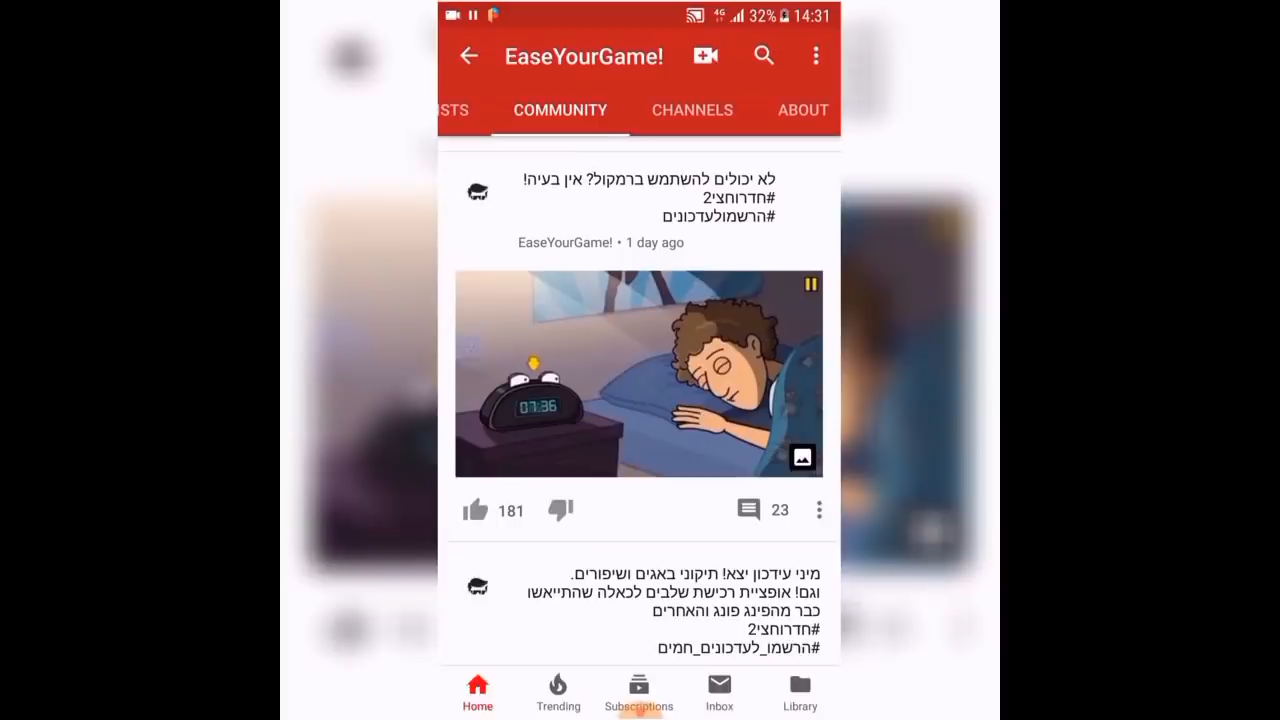 4G 32% 14:31
EaseYourGame!
ISTS COMMUNITY CHANNELS ABOUT
לא יכולים להשתמש ברמקול? אין בעיה!
#חדרוחצי2
#הרשמולעדכונים
EaseYourGame! • 1 day ago
07:36
181 23
מיני עידכון יצא! תיקוני באגים ושיפורים.
וגם! אופציית רכישת שלבים לכאלה שהתייאשו
כבר מהפינג פונג והאחרים
#חדרוחצי2
#הרשמו_לעדכונים_חמים
Home Trending Subscriptions Inbox Library